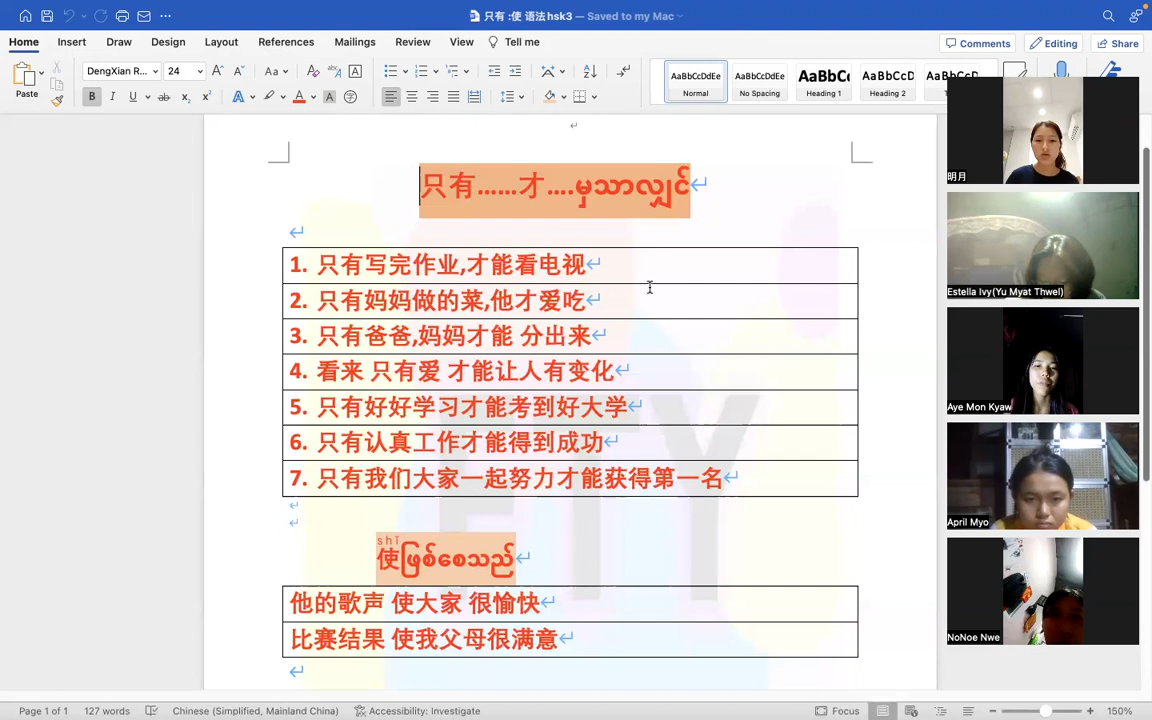 只有 :使 语法hsk3 — Saved to my Mac
Home Insert Draw Design Layout References Mailings Review View Tell me
Comments Editing Share
Paste
DengXian R... 24
AaBbCcDdEe AaBbCcDdEe AaBbCc AaBbCcD AaBbCcDc
Normal No Spacing Heading 1 Heading 2
只有……才….မှသာလျှင်
1. 只有写完作业,才能看电视
2. 只有妈妈做的菜,他才爱吃
3. 只有爸爸,妈妈才能 分出来
4. 看来 只有爱 才能让人有变化
5. 只有好好学习才能考到好大学
6. 只有认真工作才能得到成功
7. 只有我们大家一起努力才能获得第一名
shǐ
使ဖြစ်စေသည်
他的歌声 使大家 很愉快
比赛结果 使我父母很满意
明月
Estella Ivy(Yu Myat Thwel)
Aye Mon Kyaw
April Myo
NoNoe Nwe
Page 1 of 1 127 words Chinese (Simplified, Mainland China) Accessibility: Investigate Focus 150%